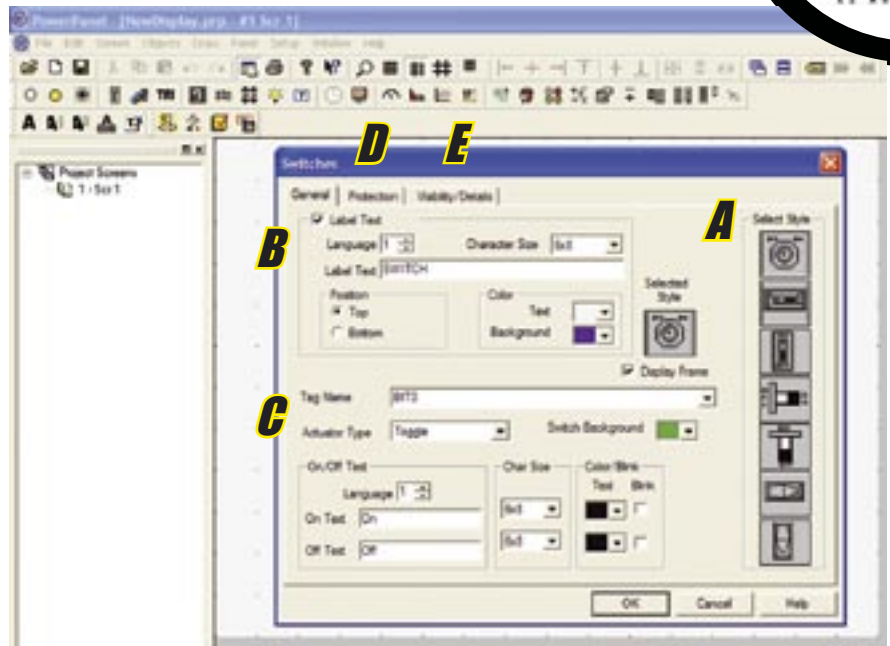 PowerPanel - [NewDisplay.prp - #1 Scr 1]
File Edit Screen Objects Draw Panel Setup Window Help
D E
Project Screens
1 - Scr 1
Switches
General Protection Visibility/Details
A
Select Style
B
Label Text
Language 1 Character Size 6x8
Label Text SWITCH
Position Color
Top Text
Bottom Background
Selected
Style
Display Frame
C
Tag Name BIT3
Actuator Type Toggle Switch Background
On/Off Text Char Size Color/Blink
Language 1 Text Blink
On Text On 6x8
Off Text Off 6x8
OK Cancel Help